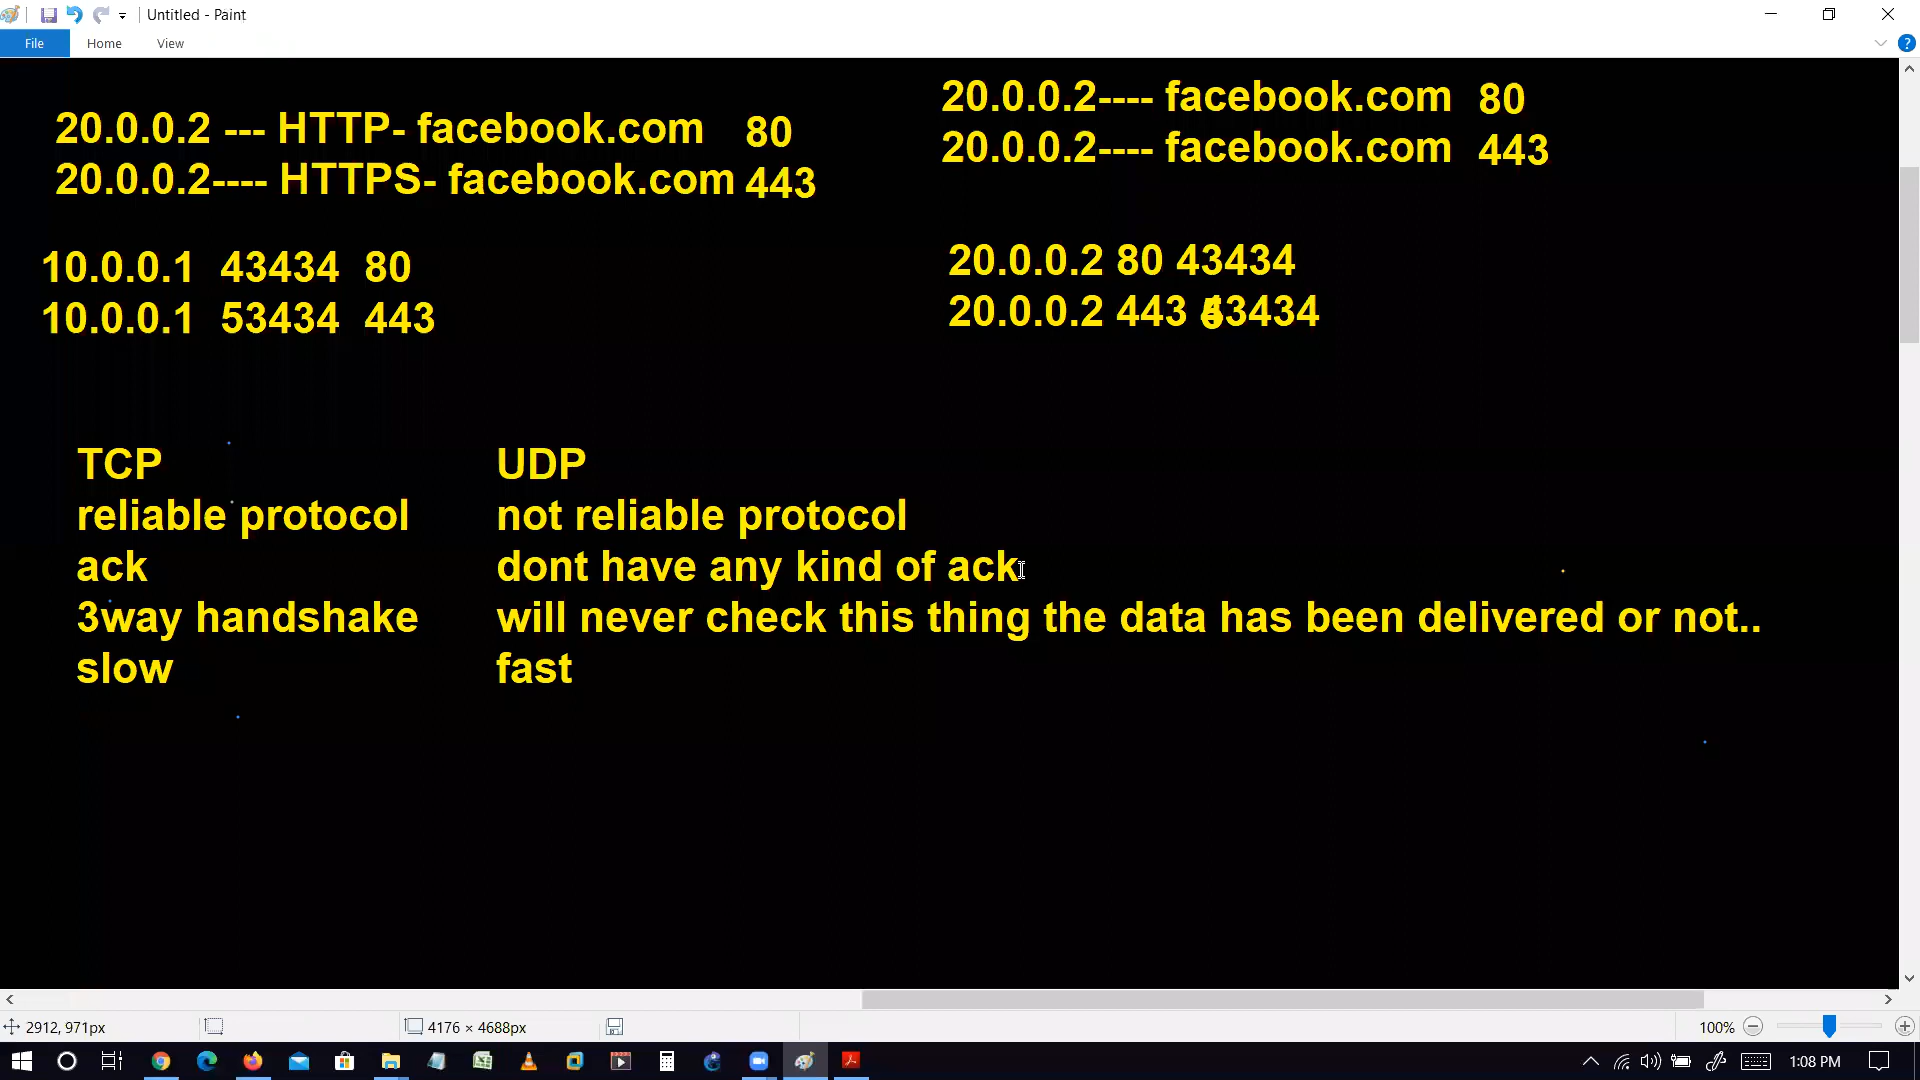 Untitled - Paint
File Home View
20.0.0.2 --- HTTP- facebook.com 80
20.0.0.2---- HTTPS- facebook.com 443
20.0.0.2---- facebook.com 80
20.0.0.2---- facebook.com 443
10.0.0.1 43434 80
10.0.0.1 53434 443
20.0.0.2 80 43434
20.0.0.2 443 53434
TCP
reliable protocol
ack
3way handshake
slow
UDP
not reliable protocol
dont have any kind of ack
will never check this thing the data has been delivered or not..
fast
2912, 971px
4176 × 4688px
100%
1:08 PM